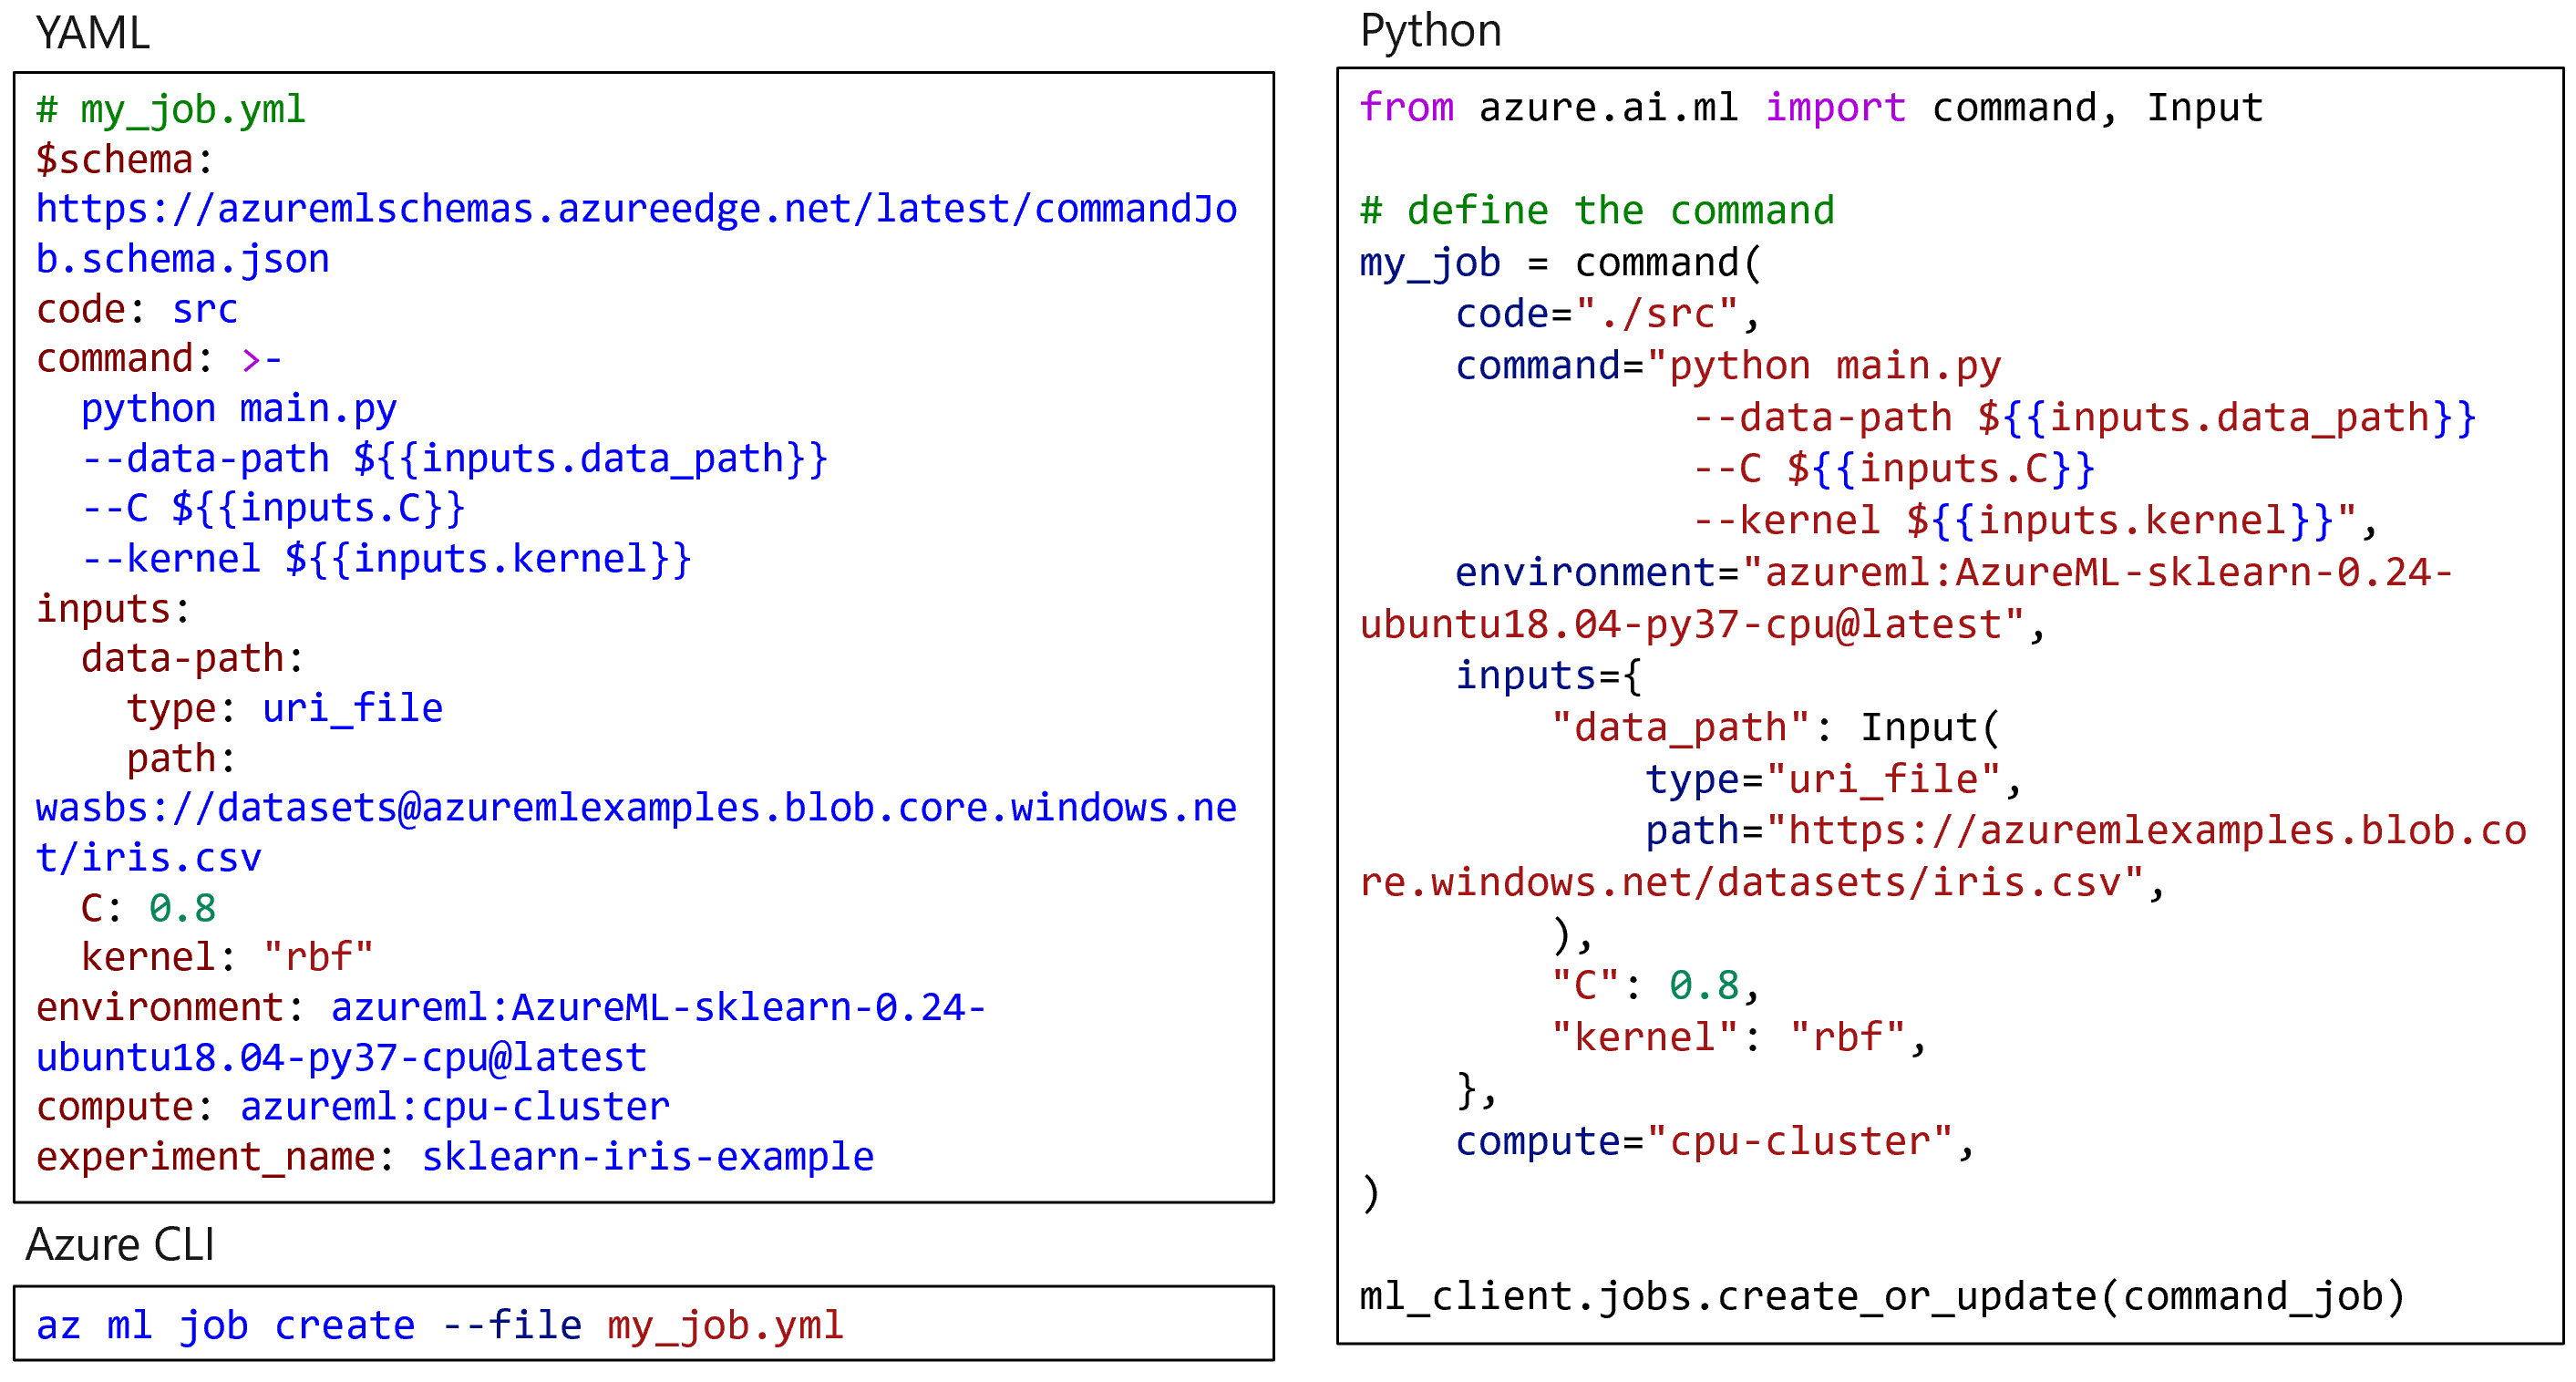 YAML
# my_job.yml
$schema:
https://azuremlschemas.azureedge.net/latest/commandJo
b.schema.json
code: src
command: >-
  python main.py
  --data-path ${{inputs.data_path}}
  --C ${{inputs.C}}
  --kernel ${{inputs.kernel}}
inputs:
  data-path:
    type: uri_file
    path:
wasbs://datasets@azuremlexamples.blob.core.windows.ne
t/iris.csv
  C: 0.8
  kernel: "rbf"
environment: azureml:AzureML-sklearn-0.24-
ubuntu18.04-py37-cpu@latest
compute: azureml:cpu-cluster
experiment_name: sklearn-iris-example
Azure CLI
az ml job create --file my_job.yml
Python
from azure.ai.ml import command, Input
# define the command
my_job = command(
    code="./src",
    command="python main.py
              --data-path ${{inputs.data_path}}
              --C ${{inputs.C}}
              --kernel ${{inputs.kernel}}",
    environment="azureml:AzureML-sklearn-0.24-
ubuntu18.04-py37-cpu@latest",
    inputs={
        "data_path": Input(
            type="uri_file",
            path="https://azuremlexamples.blob.co
re.windows.net/datasets/iris.csv",
        ),
        "C": 0.8,
        "kernel": "rbf",
    },
    compute="cpu-cluster",
)
ml_client.jobs.create_or_update(command_job)